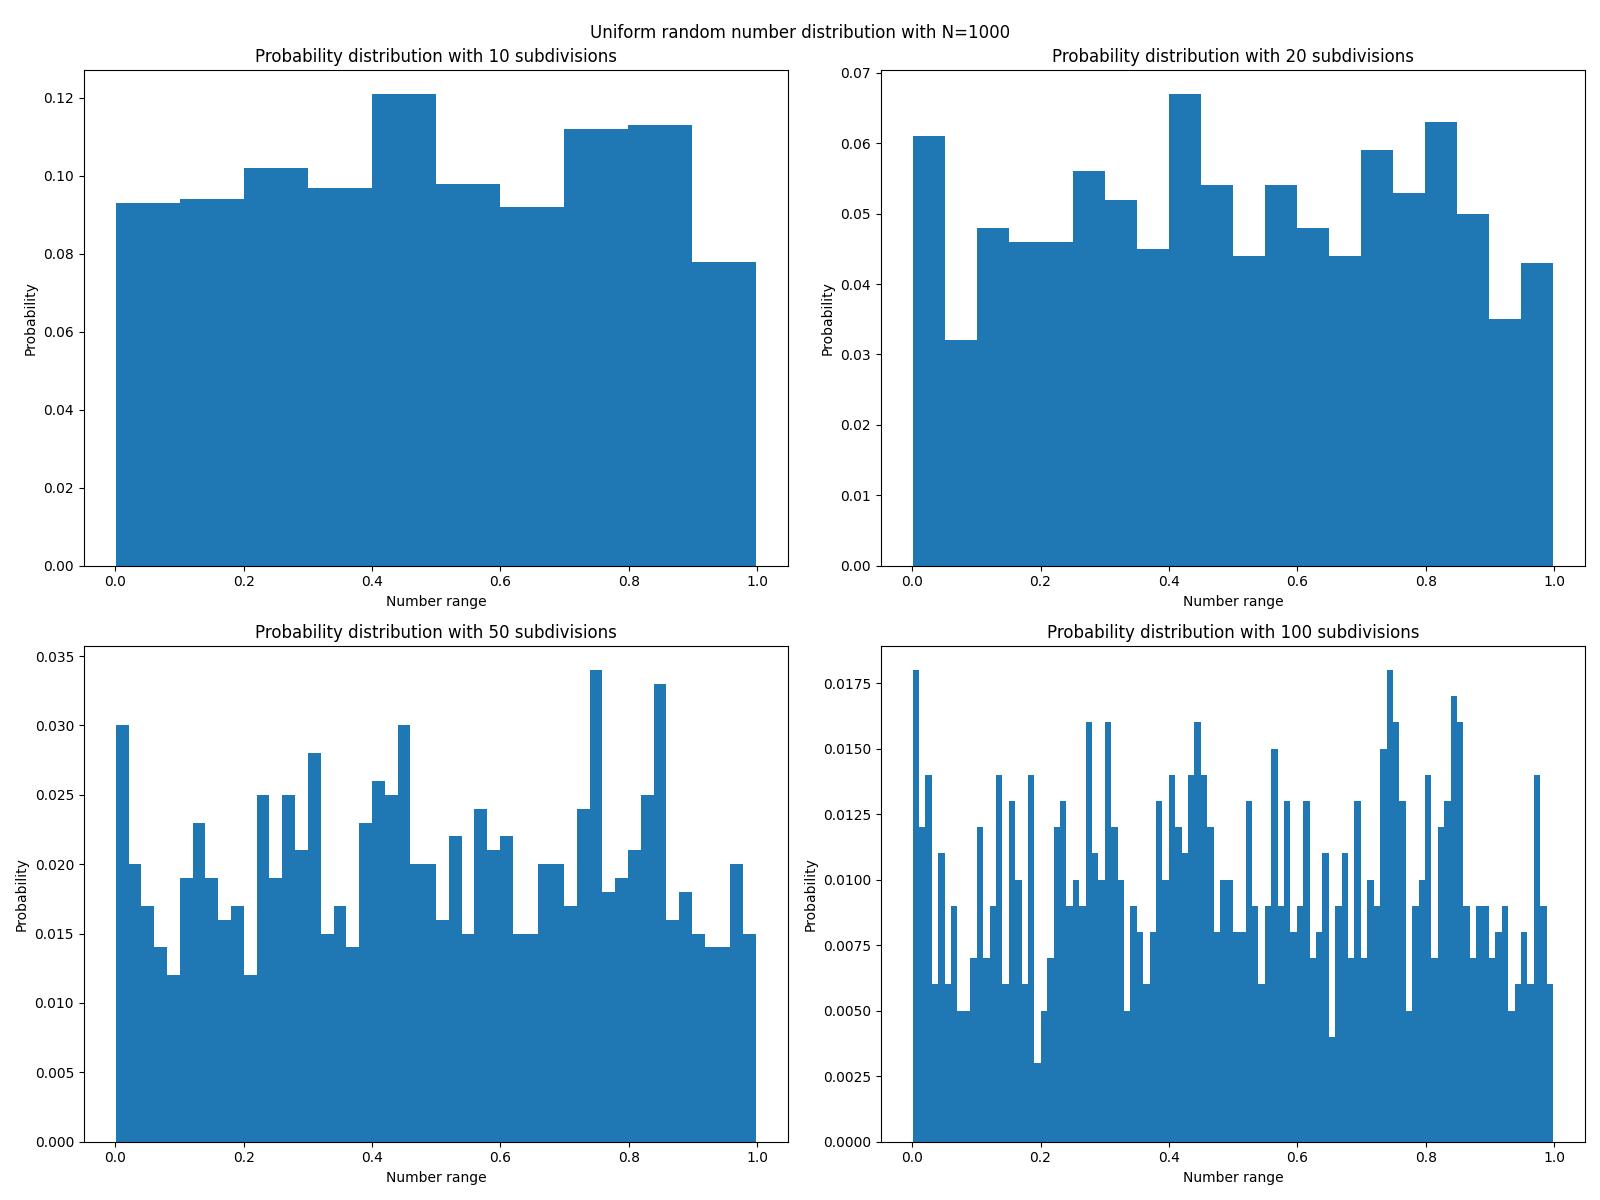 Uniform random number distribution with N=1000
Probability distribution with 10 subdivisions
0.12
0.10
0.08
0.06
0.04
0.02
0.00
Probability
0.0 0.2 0.4 0.6 0.8 1.0
Number range
Probability distribution with 20 subdivisions
0.07
0.06
0.05
0.04
0.03
0.02
0.01
0.00
Probability
0.0 0.2 0.4 0.6 0.8 1.0
Number range
Probability distribution with 50 subdivisions
0.035
0.030
0.025
0.020
0.015
0.010
0.005
0.000
Probability
0.0 0.2 0.4 0.6 0.8 1.0
Number range
Probability distribution with 100 subdivisions
0.0175
0.0150
0.0125
0.0100
0.0075
0.0050
0.0025
0.0000
Probability
0.0 0.2 0.4 0.6 0.8 1.0
Number range